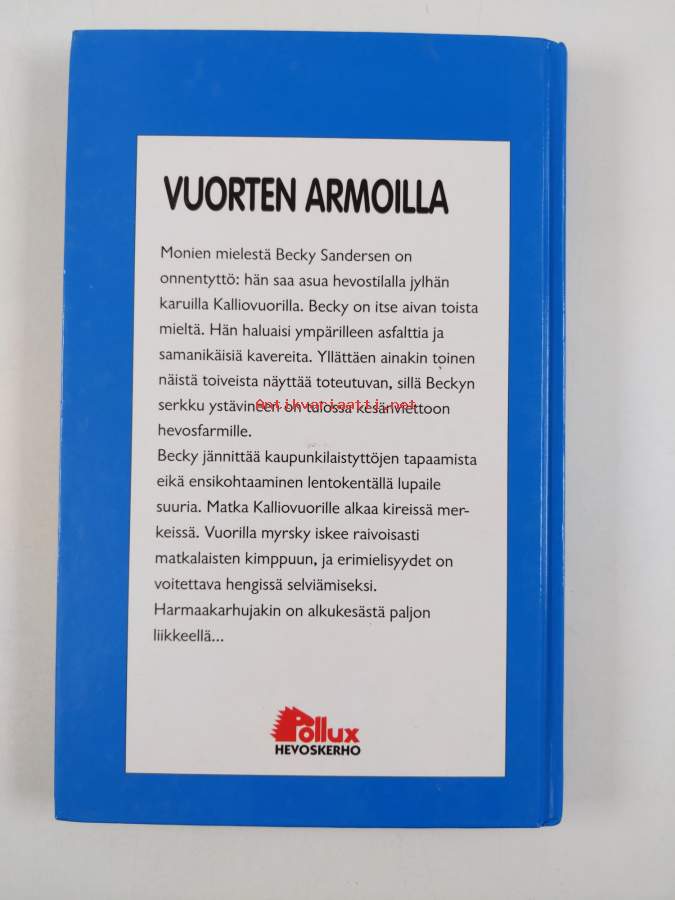 VUORTEN ARMOILLA
Monien mielestä Becky Sandersen on
onnentyttö: hän saa asua hevostilalla jylhän
karuilla Kalliovuorilla. Becky on itse aivan toista
mieltä. Hän haluaisi ympärilleen asfalttia ja
samanikäisiä kavereita. Yllättäen ainakin toinen
näistä toiveista näyttää toteutuvan, sillä Beckyn
serkku ystävineen on tulossa kesänviettoon
Antikvariaatti.net
hevosfarmille.
Becky jännittää kaupunkilaistyttöjen tapaamista
eikä ensikohtaaminen lentokentällä lupaile
suuria. Matka Kalliovuorille alkaa kireissä mer-
keissä. Vuorilla myrsky iskee raivoisasti
matkalaisten kimppuun, ja erimielisyydet on
voitettava hengissä selviämiseksi.
Harmaakarhujakin on alkukesästä paljon
liikkeellä...
Pollux
HEVOSKERHO